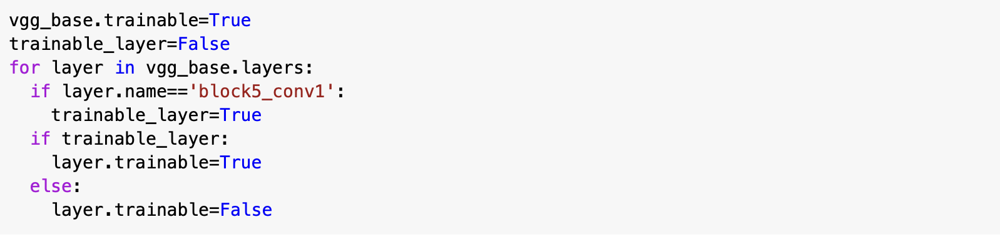 vgg_base.trainable=True
trainable_layer=False
for layer in vgg_base.layers:
  if layer.name=='block5_conv1':
    trainable_layer=True
  if trainable_layer:
    layer.trainable=True
  else:
    layer.trainable=False